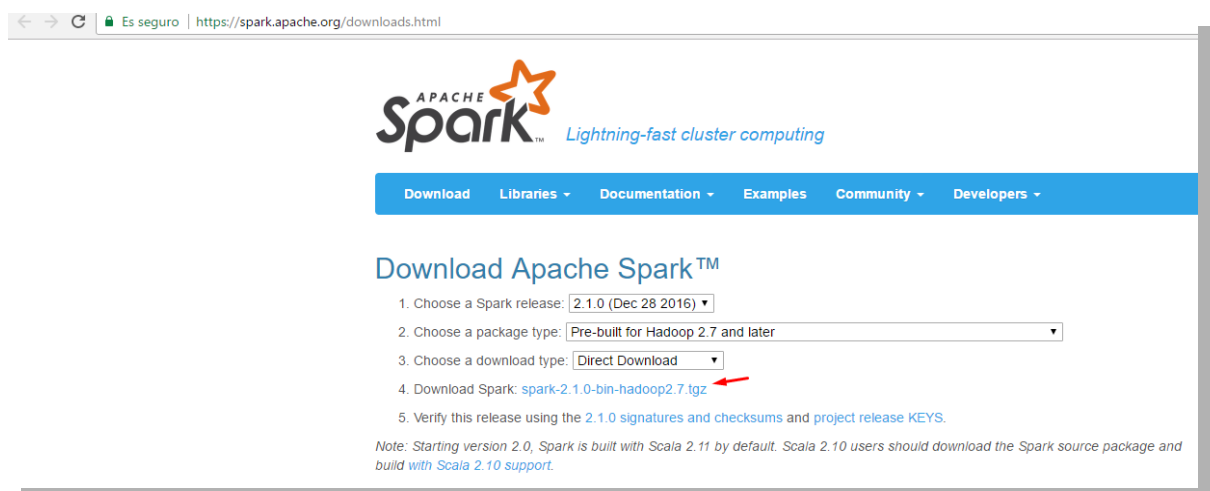 Es seguro | https://spark.apache.org/downloads.html
APACHE
Spark™ Lightning-fast cluster computing
Download Libraries Documentation Examples Community Developers
Download Apache Spark™
1. Choose a Spark release: 2.1.0 (Dec 28 2016)
2. Choose a package type: Pre-built for Hadoop 2.7 and later
3. Choose a download type: Direct Download
4. Download Spark: spark-2.1.0-bin-hadoop2.7.tgz
5. Verify this release using the 2.1.0 signatures and checksums and project release KEYS.
Note: Starting version 2.0, Spark is built with Scala 2.11 by default. Scala 2.10 users should download the Spark source package and
build with Scala 2.10 support.